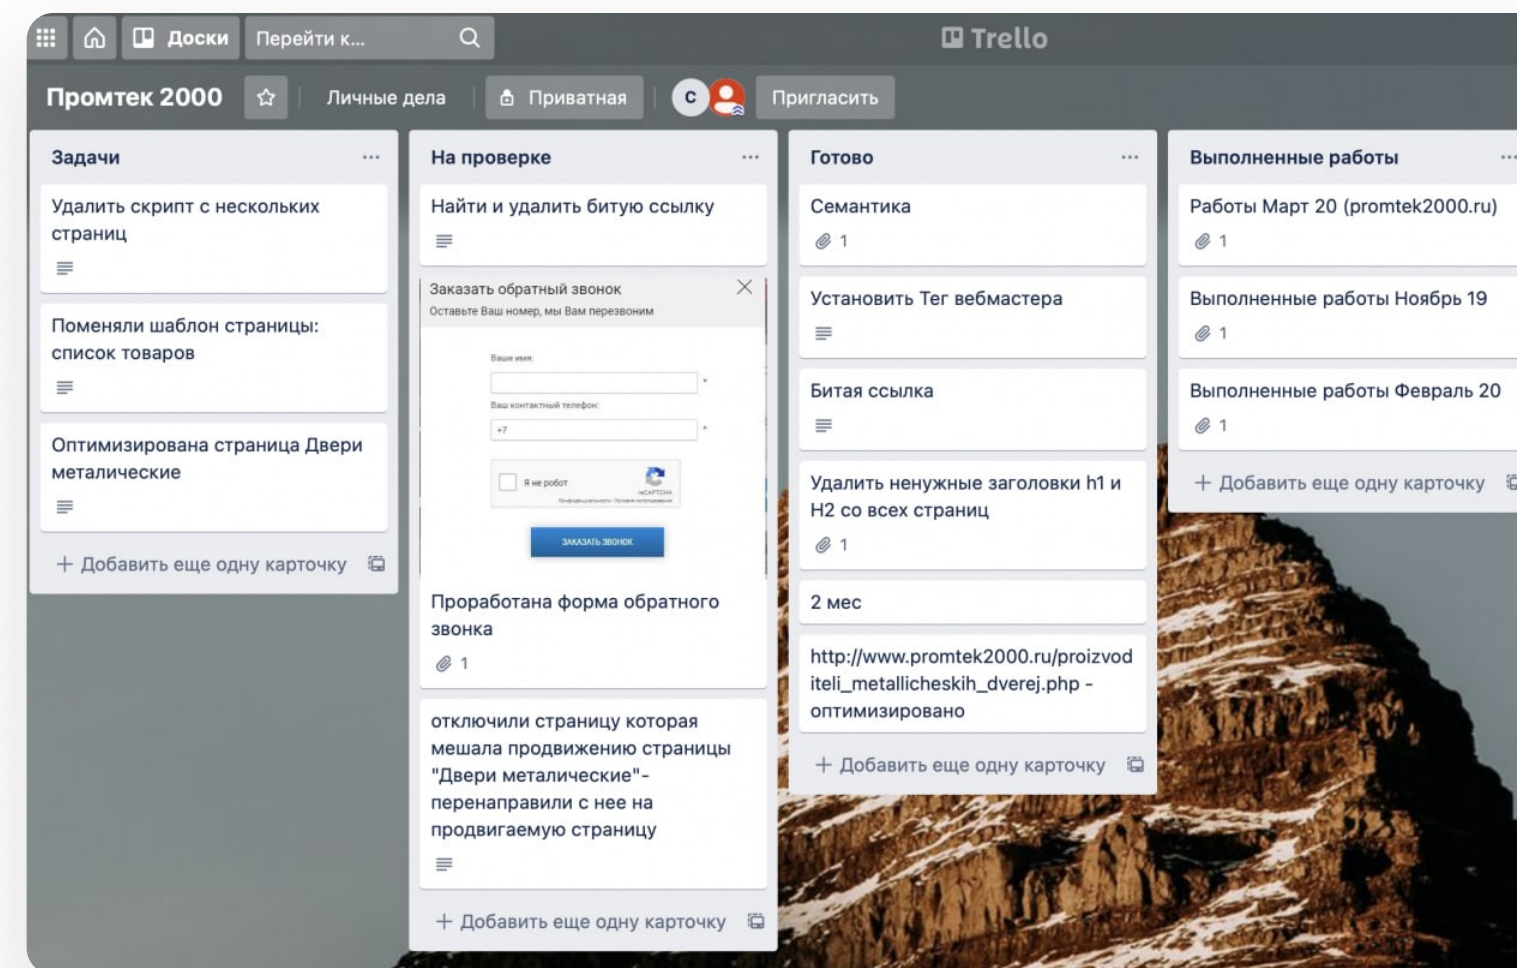 Доски
Перейти к...
Trello
Промтек 2000
Личные дела
Приватная
C
Пригласить
Задачи
Удалить скрипт с нескольких
страниц
Поменяли шаблон страницы:
список товаров
Оптимизирована страница Двери
металические
+ Добавить еще одну карточку
На проверке
Найти и удалить битую ссылку
Заказать обратный звонок
Оставьте Ваш номер, мы Вам перезвоним
Ваше имя:
*
Ваш контактный телефон:
+7
*
Я не робот
reCAPTCHA
Конфиденциальность - Условия использования
ЗАКАЗАТЬ ЗВОНОК
Проработана форма обратного
звонка
1
отключили страницу которая
мешала продвижению страницы
"Двери металические"-
перенаправили с нее на
продвигаемую страницу
+ Добавить еще одну карточку
Готово
Семантика
1
Установить Тег вебмастера
Битая ссылка
Удалить ненужные заголовки h1 и
H2 со всех страниц
1
2 мес
http://www.promtek2000.ru/proizvod
iteli_metallicheskih_dverej.php -
оптимизировано
+ Добавить еще одну карточку
Выполненные работы
Работы Март 20 (promtek2000.ru)
1
Выполненные работы Ноябрь 19
1
Выполненные работы Февраль 20
1
+ Добавить еще одну карточку